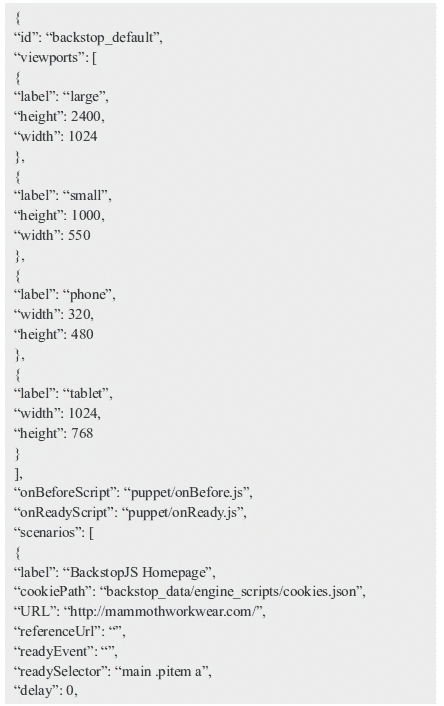 {
“id”: “backstop_default”,
“viewports”: [
{
“label”: “large”,
“height”: 2400,
“width”: 1024
},
{
“label”: “small”,
“height”: 1000,
“width”: 550
},
{
“label”: “phone”,
“width”: 320,
“height”: 480
},
{
“label”: “tablet”,
“width”: 1024,
“height”: 768
}
],
“onBeforeScript”: “puppet/onBefore.js”,
“onReadyScript”: “puppet/onReady.js”,
“scenarios”: [
{
“label”: “BackstopJS Homepage”,
“cookiePath”: “backstop_data/engine_scripts/cookies.json”,
“URL”: “http://mammothworkwear.com/”,
“referenceUrl”: “”,
“readyEvent”: “”,
“readySelector”: “main .pitem a”,
“delay”: 0,